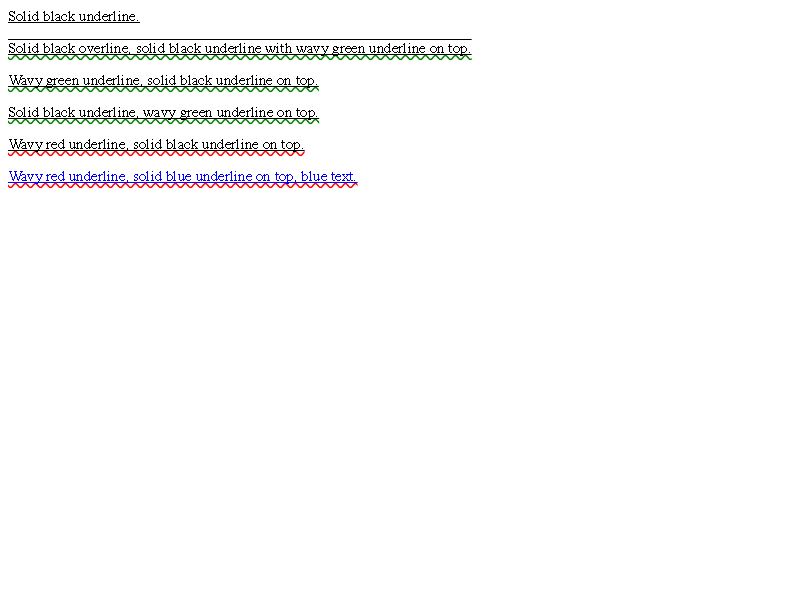 Solid black underline.
Solid black overline, solid black underline with wavy green underline on top.
Wavy green underline, solid black underline on top.
Solid black underline, wavy green underline on top.
Wavy red underline, solid black underline on top.
Wavy red underline, solid blue underline on top, blue text.